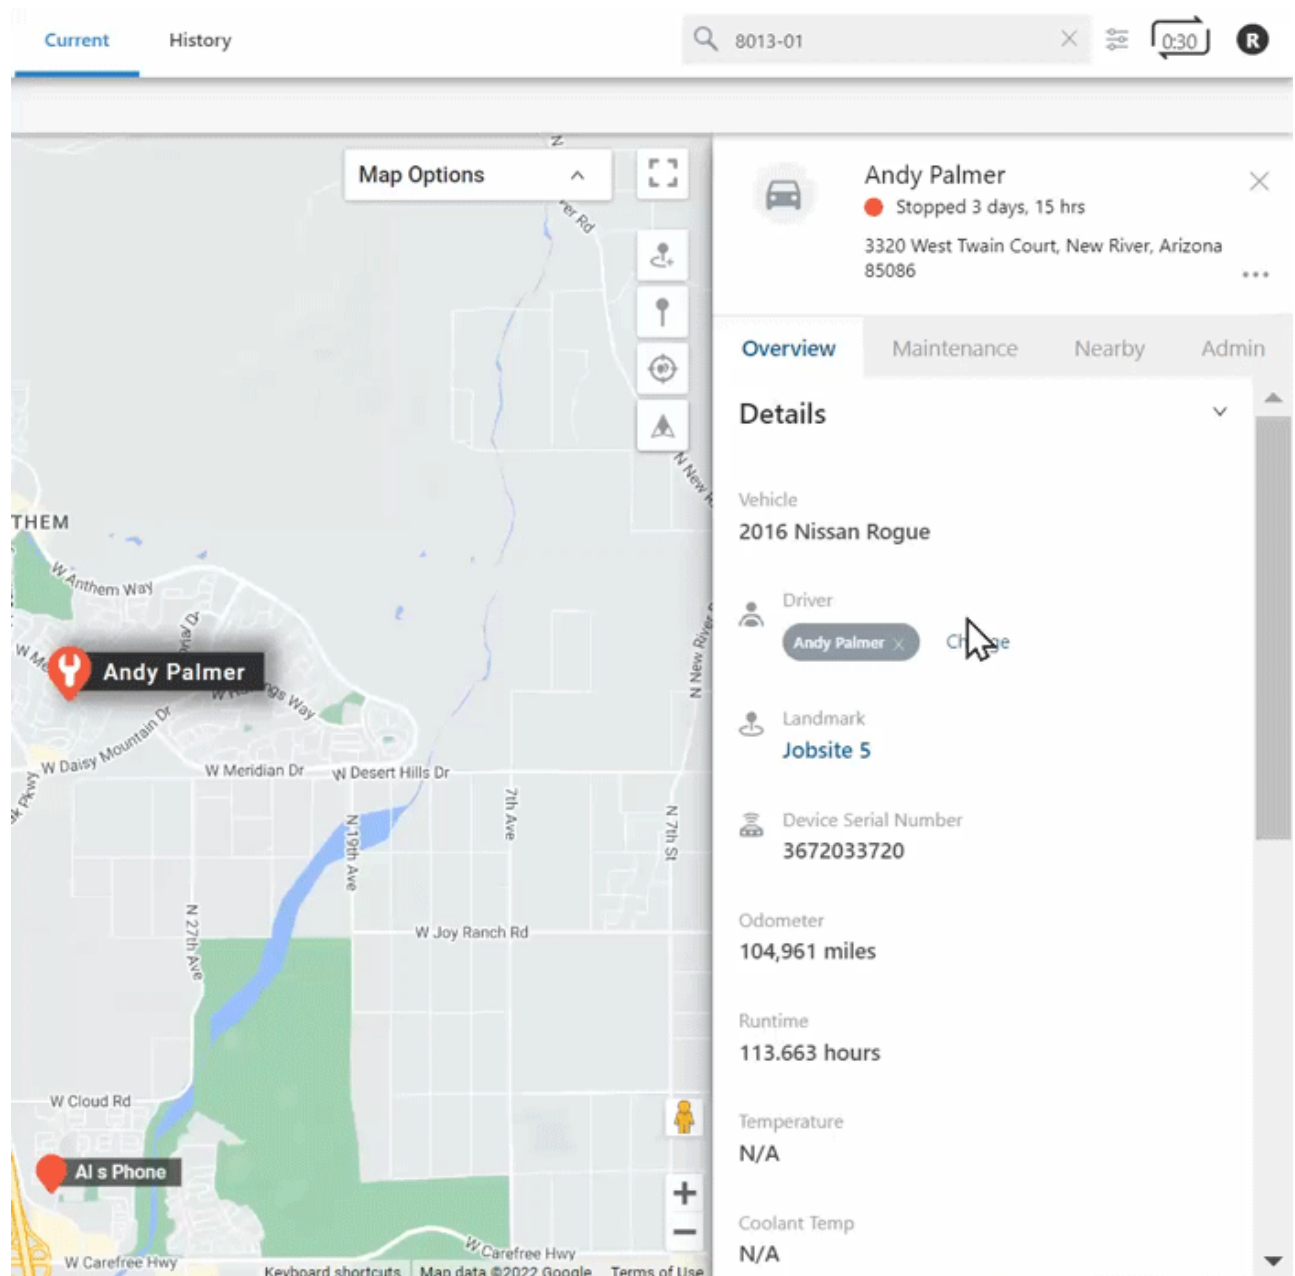 Current
History
8013-01
0:30
R
Map Options
Andy Palmer
Stopped 3 days, 15 hrs
3320 West Twain Court, New River, Arizona
85086
Overview
Maintenance
Nearby
Admin
Details
Vehicle
2016 Nissan Rogue
Driver
Andy Palmer
Landmark
Jobsite 5
Device Serial Number
3672033720
Odometer
104,961 miles
Runtime
113.663 hours
Temperature
N/A
Coolant Temp
N/A
N
Rd
N New
THEM
W Anthem Way
Andy Palmer
W Daisy Mountain Dr
W Meridian Dr
W Desert Hills Dr
N New River
7th Ave
N 7th St
N 19th Ave
N 27th Ave
W Joy Ranch Rd
W Cloud Rd
Al s Phone
W Carefree Hwy
W Carefree Hwy
Keyboard shortcuts
Map data ©2022 Google
Terms of Use